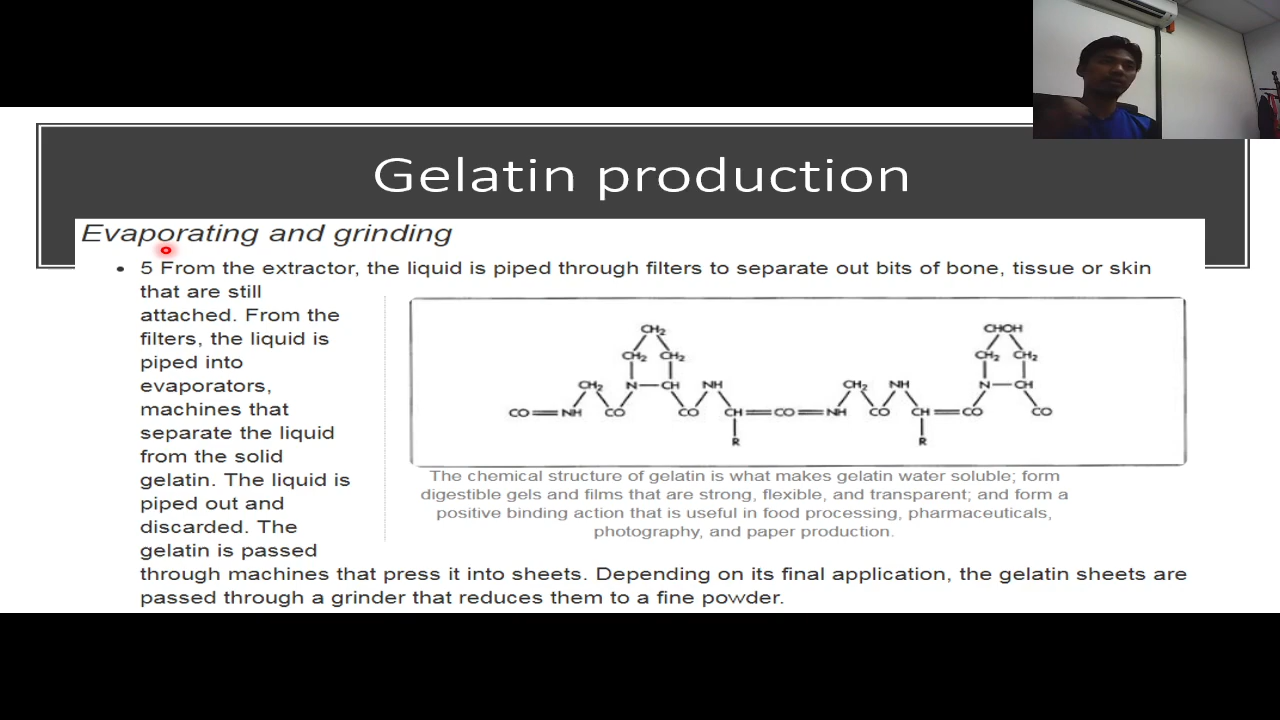 Gelatin production
Evaporating and grinding
• 5 From the extractor, the liquid is piped through filters to separate out bits of bone, tissue or skin
that are still
attached. From the
filters, the liquid is
piped into
evaporators,
machines that
separate the liquid
from the solid
gelatin. The liquid is
piped out and
discarded. The
gelatin is passed
through machines that press it into sheets. Depending on its final application, the gelatin sheets are
passed through a grinder that reduces them to a fine powder.
CH₂ CHOH
CH₂ CH₂ CH₂ CH₂
CH₂ N CH NH CH₂ NH N CH
CO NH CO CO CH CO NH CO CH CO CO
R R
The chemical structure of gelatin is what makes gelatin water soluble; form
digestible gels and films that are strong, flexible, and transparent; and form a
positive binding action that is useful in food processing, pharmaceuticals,
photography, and paper production.